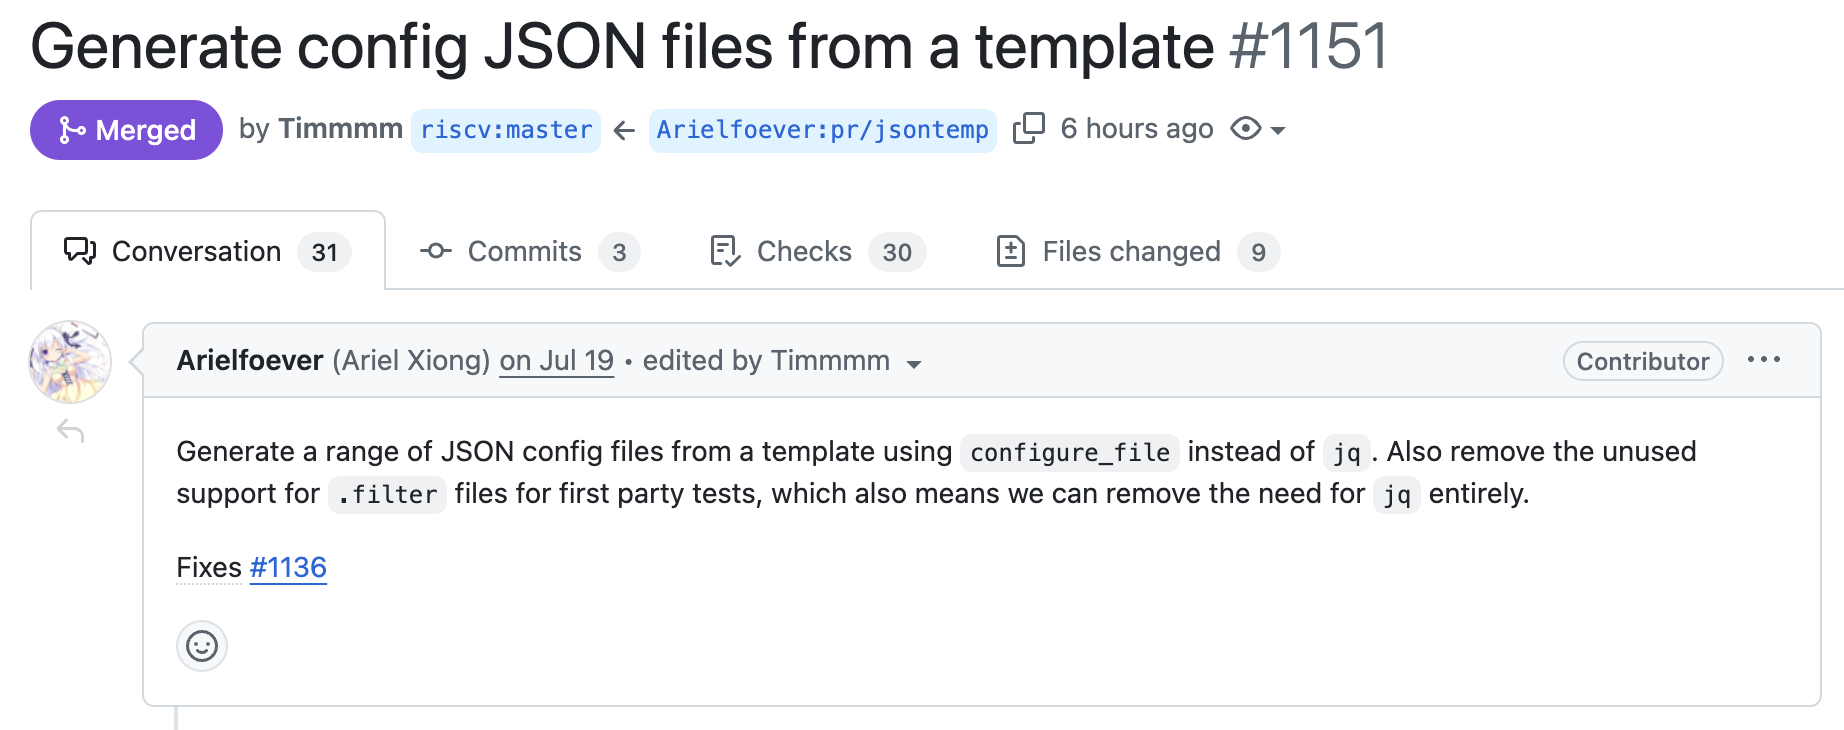 Generate config JSON files from a template #1151
Merged by Timmmm riscv:master ← Arielfoever:pr/jsontemp 6 hours ago
Conversation 31 Commits 3 Checks 30 Files changed 9
Arielfoever (Ariel Xiong) on Jul 19 • edited by Timmmm Contributor ...
Generate a range of JSON config files from a template using configure_file instead of jq. Also remove the unused
support for .filter files for first party tests, which also means we can remove the need for jq entirely.
Fixes #1136